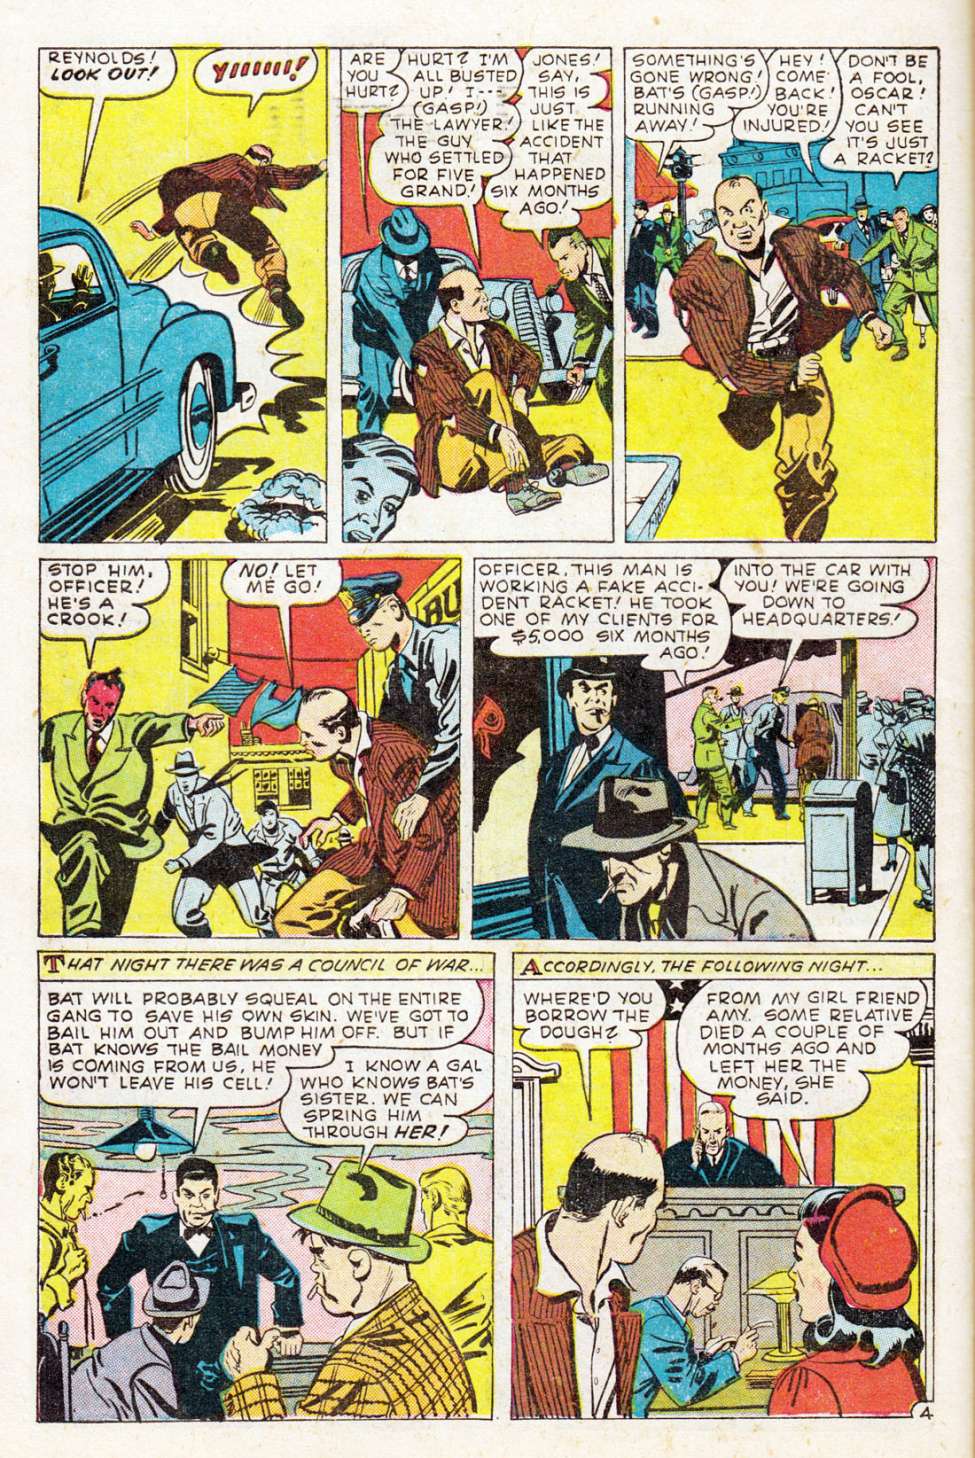 REYNOLDS!
LOOK OUT!
YIIIIIII!
ARE
YOU
HURT?
HURT? I'M
ALL BUSTED
UP! I---
(GASP!)
THE LAWYER!
THE GUY
WHO SETTLED
FOR FIVE
GRAND!
JONES!
SAY,
THIS IS
JUST
LIKE THE
ACCIDENT
THAT
HAPPENED
SIX MONTHS
AGO!
SOMETHING'S
GONE WRONG!
BAT'S (GASP!)
RUNNING
AWAY!
HEY!
COME
BACK!
YOU'RE
INJURED!
DON'T BE
A FOOL,
OSCAR!
CAN'T
YOU SEE
IT'S JUST
A RACKET?
STOP HIM,
OFFICER!
HE'S A
CROOK!
NO! LET
ME GO!
BU
OFFICER, THIS MAN IS
WORKING A FAKE ACCI-
DENT RACKET! HE TOOK
ONE OF MY CLIENTS FOR
$5,000 SIX MONTHS
AGO!
INTO THE CAR WITH
YOU! WE'RE GOING
DOWN TO
HEADQUARTERS!
R
THAT NIGHT THERE WAS A COUNCIL OF WAR...
BAT WILL PROBABLY SQUEAL ON THE ENTIRE
GANG TO SAVE HIS OWN SKIN. WE'VE GOT TO
BAIL HIM OUT AND BUMP HIM OFF. BUT IF
BAT KNOWS THE BAIL MONEY
IS COMING FROM US, HE
WON'T LEAVE HIS CELL!
I KNOW A GAL
WHO KNOWS BAT'S
SISTER. WE CAN
SPRING HIM
THROUGH HER!
ACCORDINGLY, THE FOLLOWING NIGHT...
WHERE'D YOU
BORROW THE
DOUGH?
FROM MY GIRL FRIEND
AMY. SOME RELATIVE
DIED A COUPLE OF
MONTHS AGO AND
LEFT HER THE
MONEY, SHE
SAID.
4